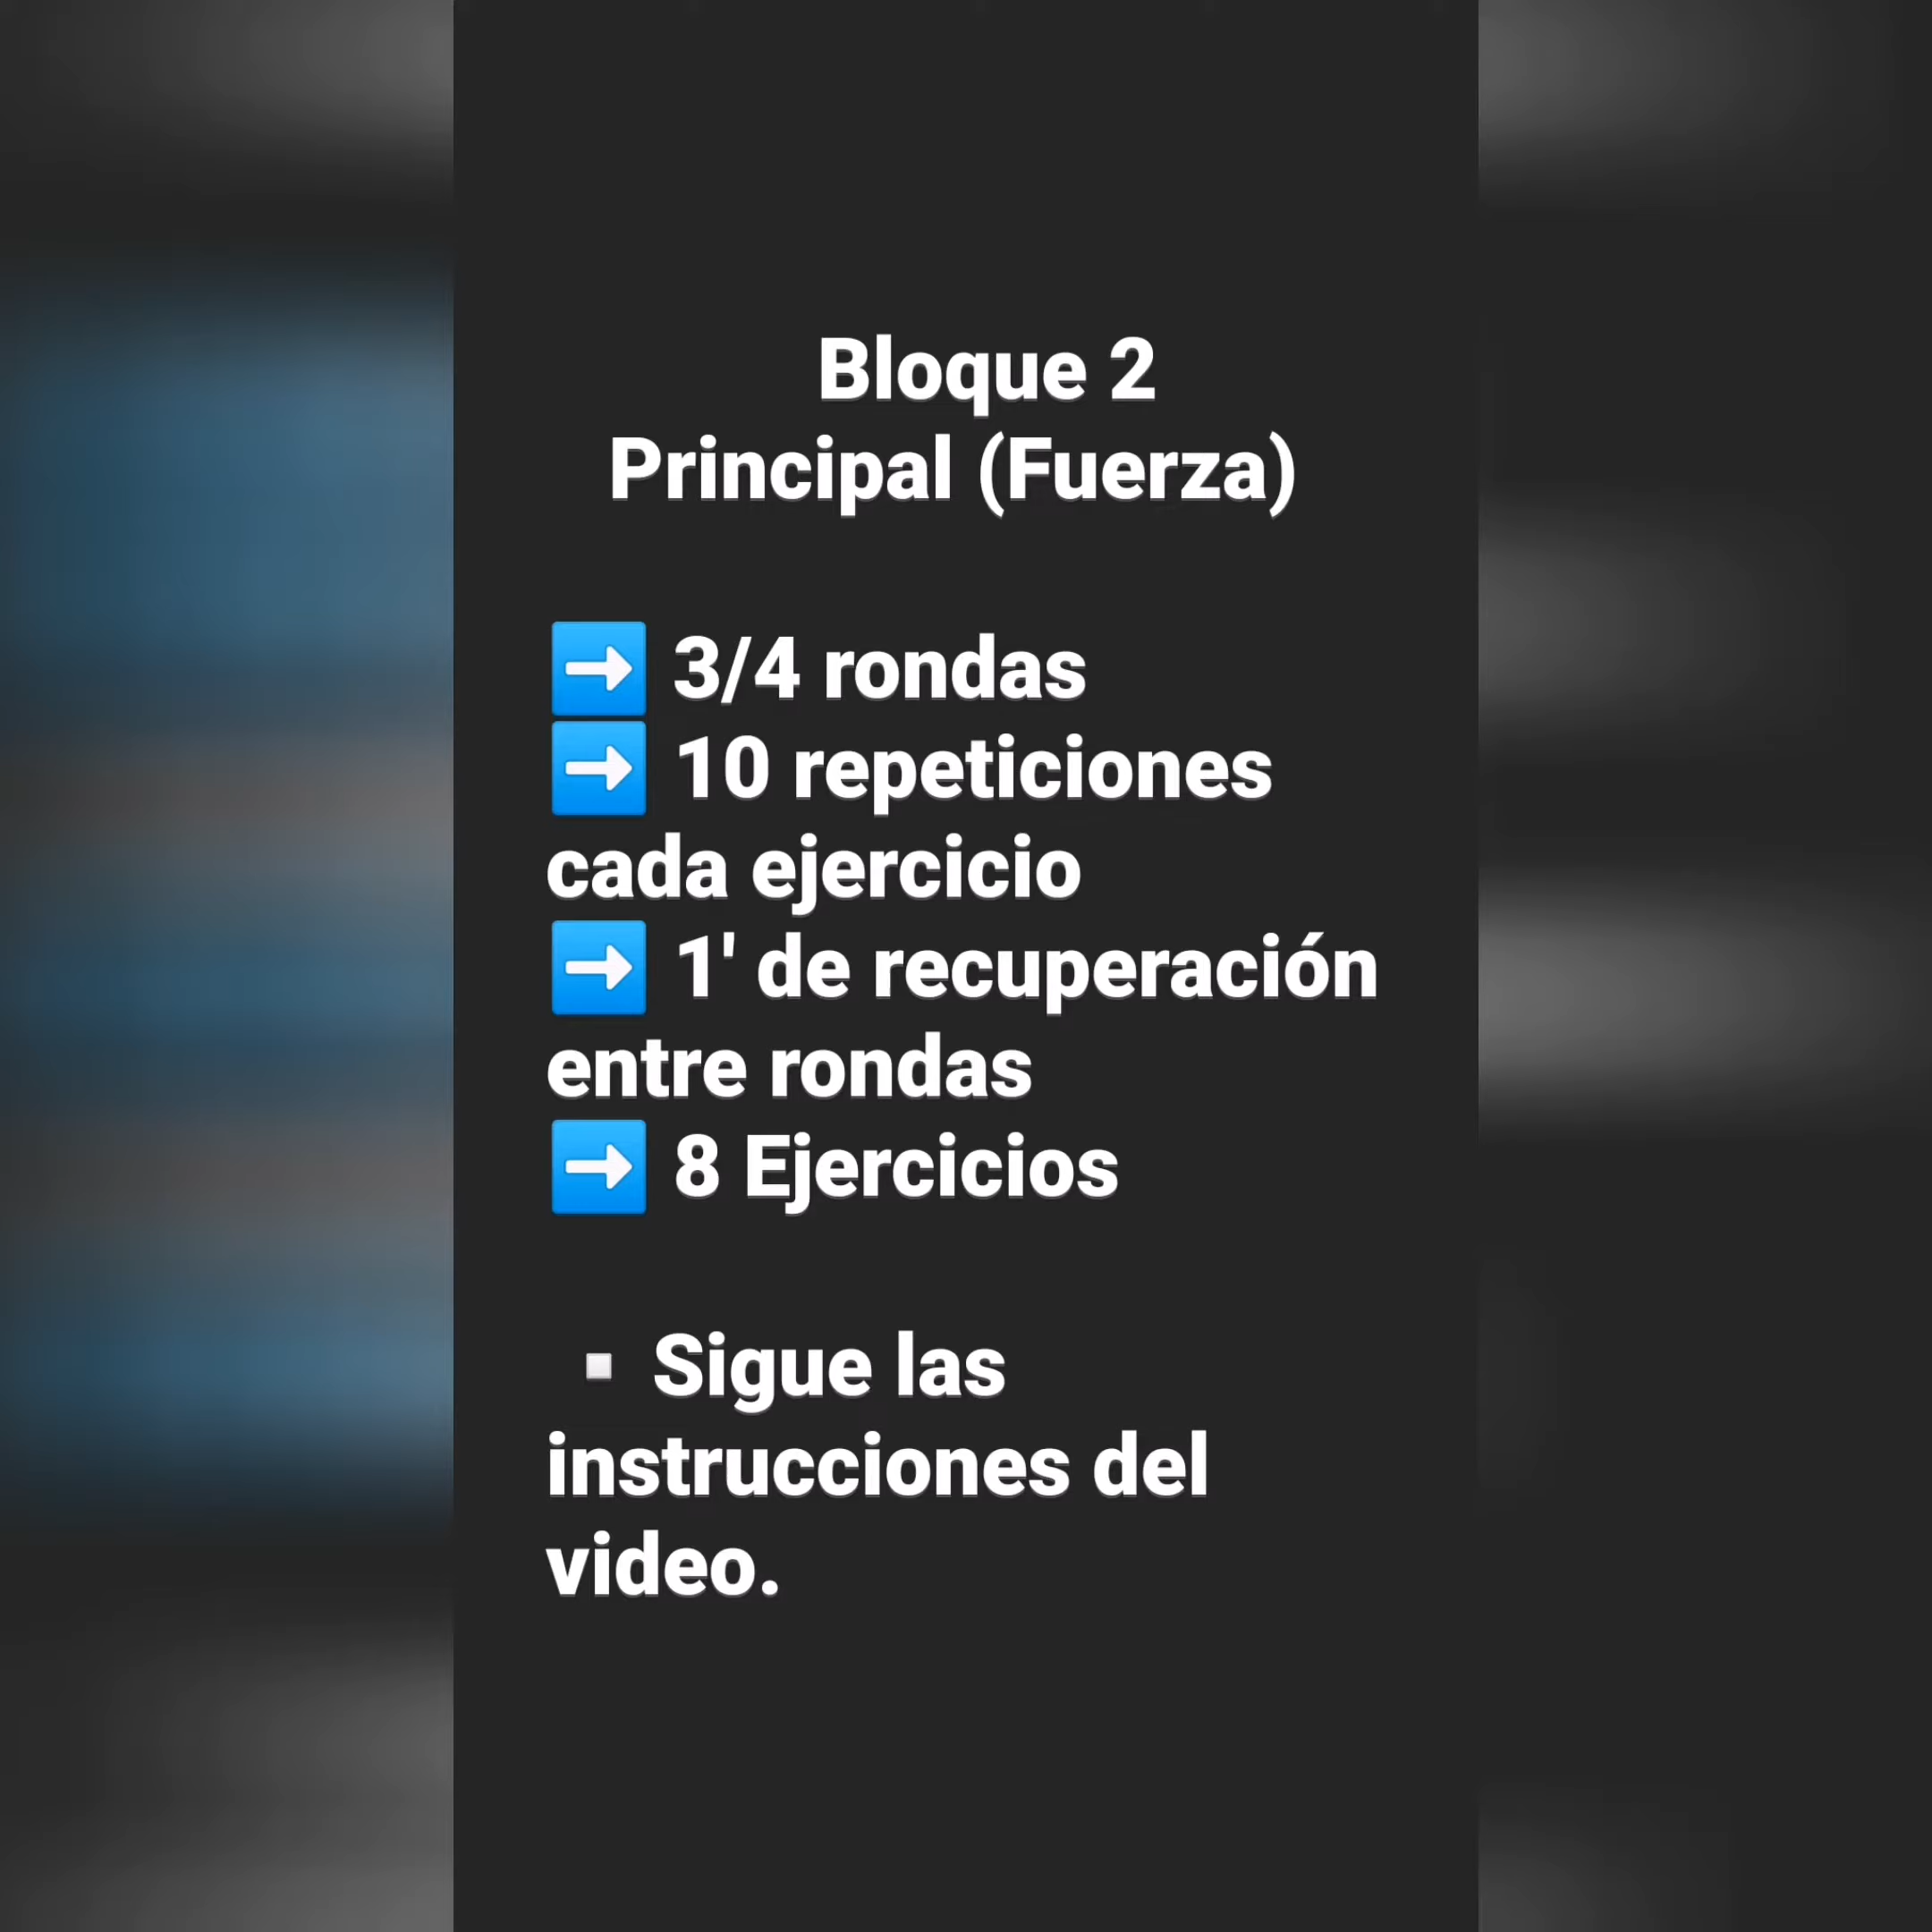 Bloque 2
Principal (Fuerza)
➡️ 3/4 rondas
➡️ 10 repeticiones
cada ejercicio
➡️ 1' de recuperación
entre rondas
➡️ 8 Ejercicios
▫️ Sigue las
instrucciones del
video.